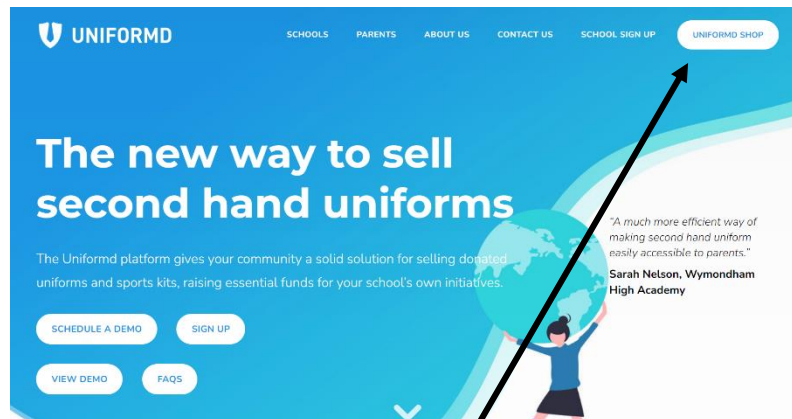 UNIFORMD
SCHOOLS PARENTS ABOUT US CONTACT US SCHOOL SIGN UP UNIFORMD SHOP
The new way to sell
second hand uniforms
The Uniformd platform gives your community a solid solution for selling donated
uniforms and sports kits, raising essential funds for your school's own initiatives.
SCHEDULE A DEMO SIGN UP
VIEW DEMO FAQS
"A much more efficient way of
making second hand uniform
easily accessible to parents."
Sarah Nelson, Wymondham
High Academy